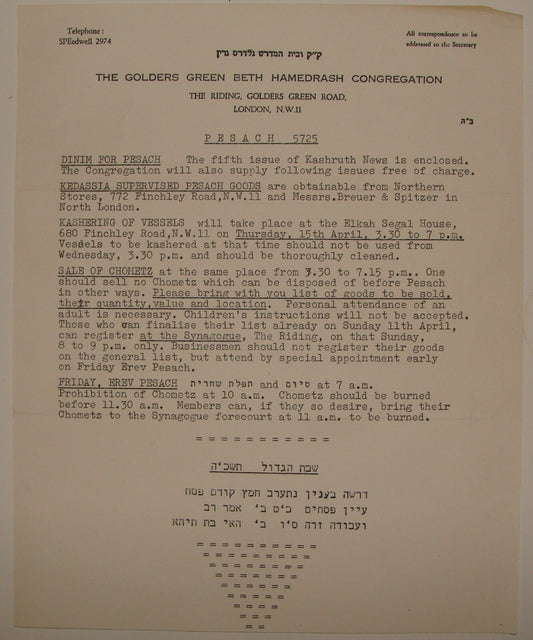 Telephone:
SPEedwell 2974
All correspondence to be
addressed to the Secretary
ק״ק ובית המדרש גלדרס גרין
THE GOLDERS GREEN BETH HAMEDRASH CONGREGATION
THE RIDING, GOLDERS GREEN ROAD,
LONDON, N.W.11
ב״ה
PESACH 5725
DINIM FOR PESACH The fifth issue of Kashruth News is enclosed.
The Congregation will also supply following issues free of charge.
KEDASSIA SUPERVISED PESACH GOODS are obtainable from Northern
Stores, 772 Finchley Road,N.W.11 and Messrs.Breuer & Spitzer in
North London.
KASHERING OF VESSELS will take place at the Elkah Segal House,
680 Finchley Road,N.W.11 on Thursday, 15th April, 3.30 to 7 p.m.
Vessels to be kashered at that time should not be used from
Wednesday, 3.30 p.m. and should be thoroughly cleaned.
SALE OF CHOMETZ at the same place from 3.30 to 7.15 p.m.. One
should sell no Chometz which can be disposed of before Pesach
in other ways. Please bring with you list of goods to be sold,
their quantity,value and location. Personal attendance of an
adult is necessary. Children's instructions will not be accepted.
Those who can finalise their list already on Sunday 11th April,
can register at the Synagogue, The Riding, on that Sunday,
8 to 9 p.m. only. Businessmen should not register their goods
on the general list, but attend by special appointment early
on Friday Erev Pesach.
FRIDAY, EREV PESACH תפלת שחרית and סיום at 7 a.m.
Prohibition of Chometz at 10 a.m. Chometz should be burned
before 11.30 a.m. Members can, if they so desire, bring their
Chometz to the Synagogue forecourt at 11 a.m. to be burned.
שבת הגדול תשכ״ה
דרשה בענין נתערב חמץ קודם פסח
עיין פסחים כ״ט ב׳ אמר רב
ועבודה זרה ס״ו ב׳ האי בת תיהא